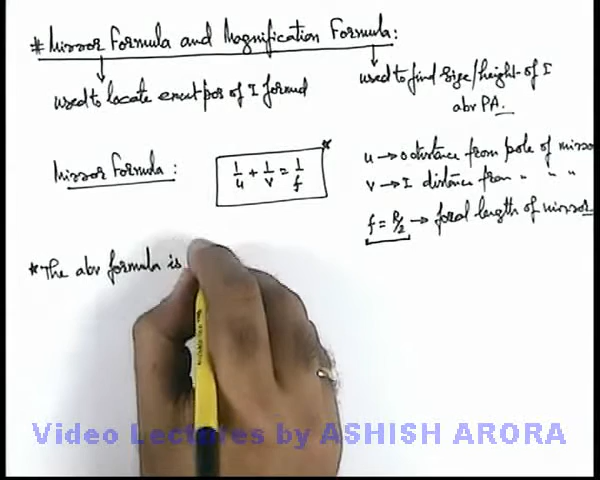 # Mirror Formula and Magnification Formula:
used to locate exact pos of I formed
used to find size/height of I
abv PA.
Mirror Formula:
1/u + 1/v = 1/f
*
u → o distance from pole of mirror
v → I distance from " " "
f = R/2 → focal length of mirror
* The abv formula is
Video Lectures by ASHISH ARORA